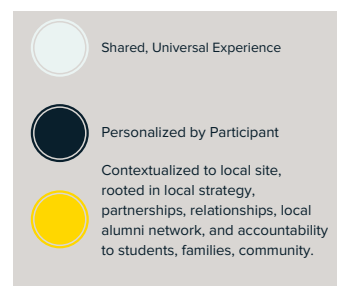 Shared, Universal Experience
Personalized by Participant
Contextualized to local site,
rooted in local strategy,
partnerships, relationships, local
alumni network, and accountability
to students, families, community.